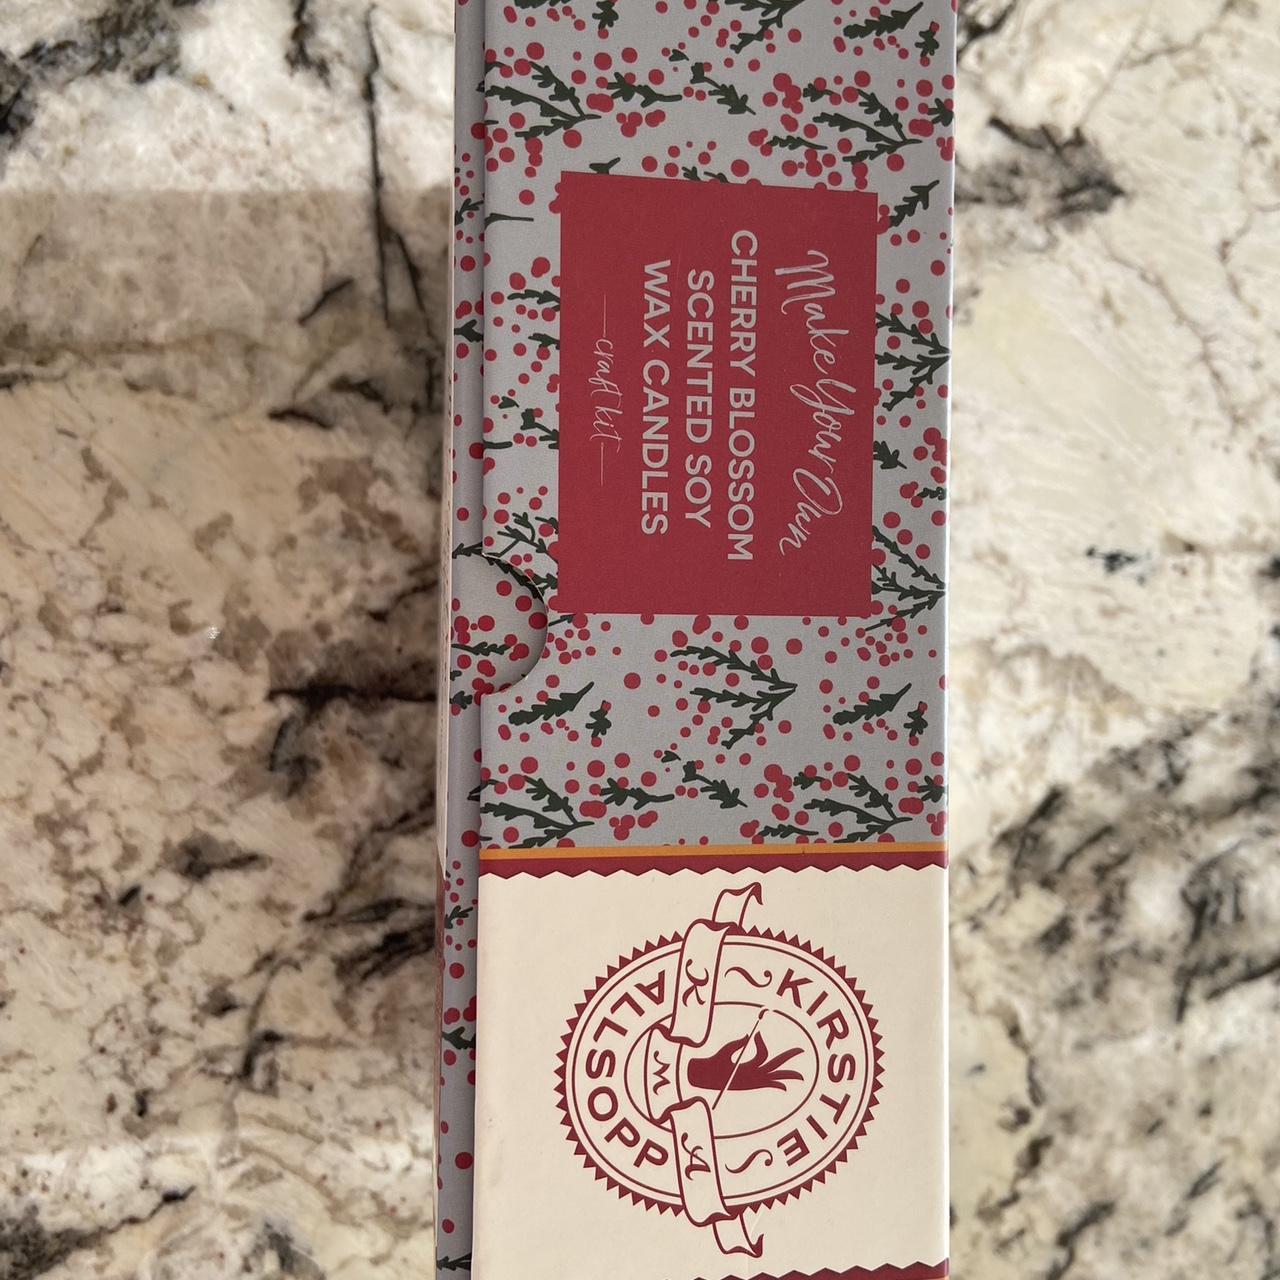 Make Your Own
CHERRY BLOSSOM
SCENTED SOY
WAX CANDLES
craft kit
KIRSTIE
ALLSOPP
K M A